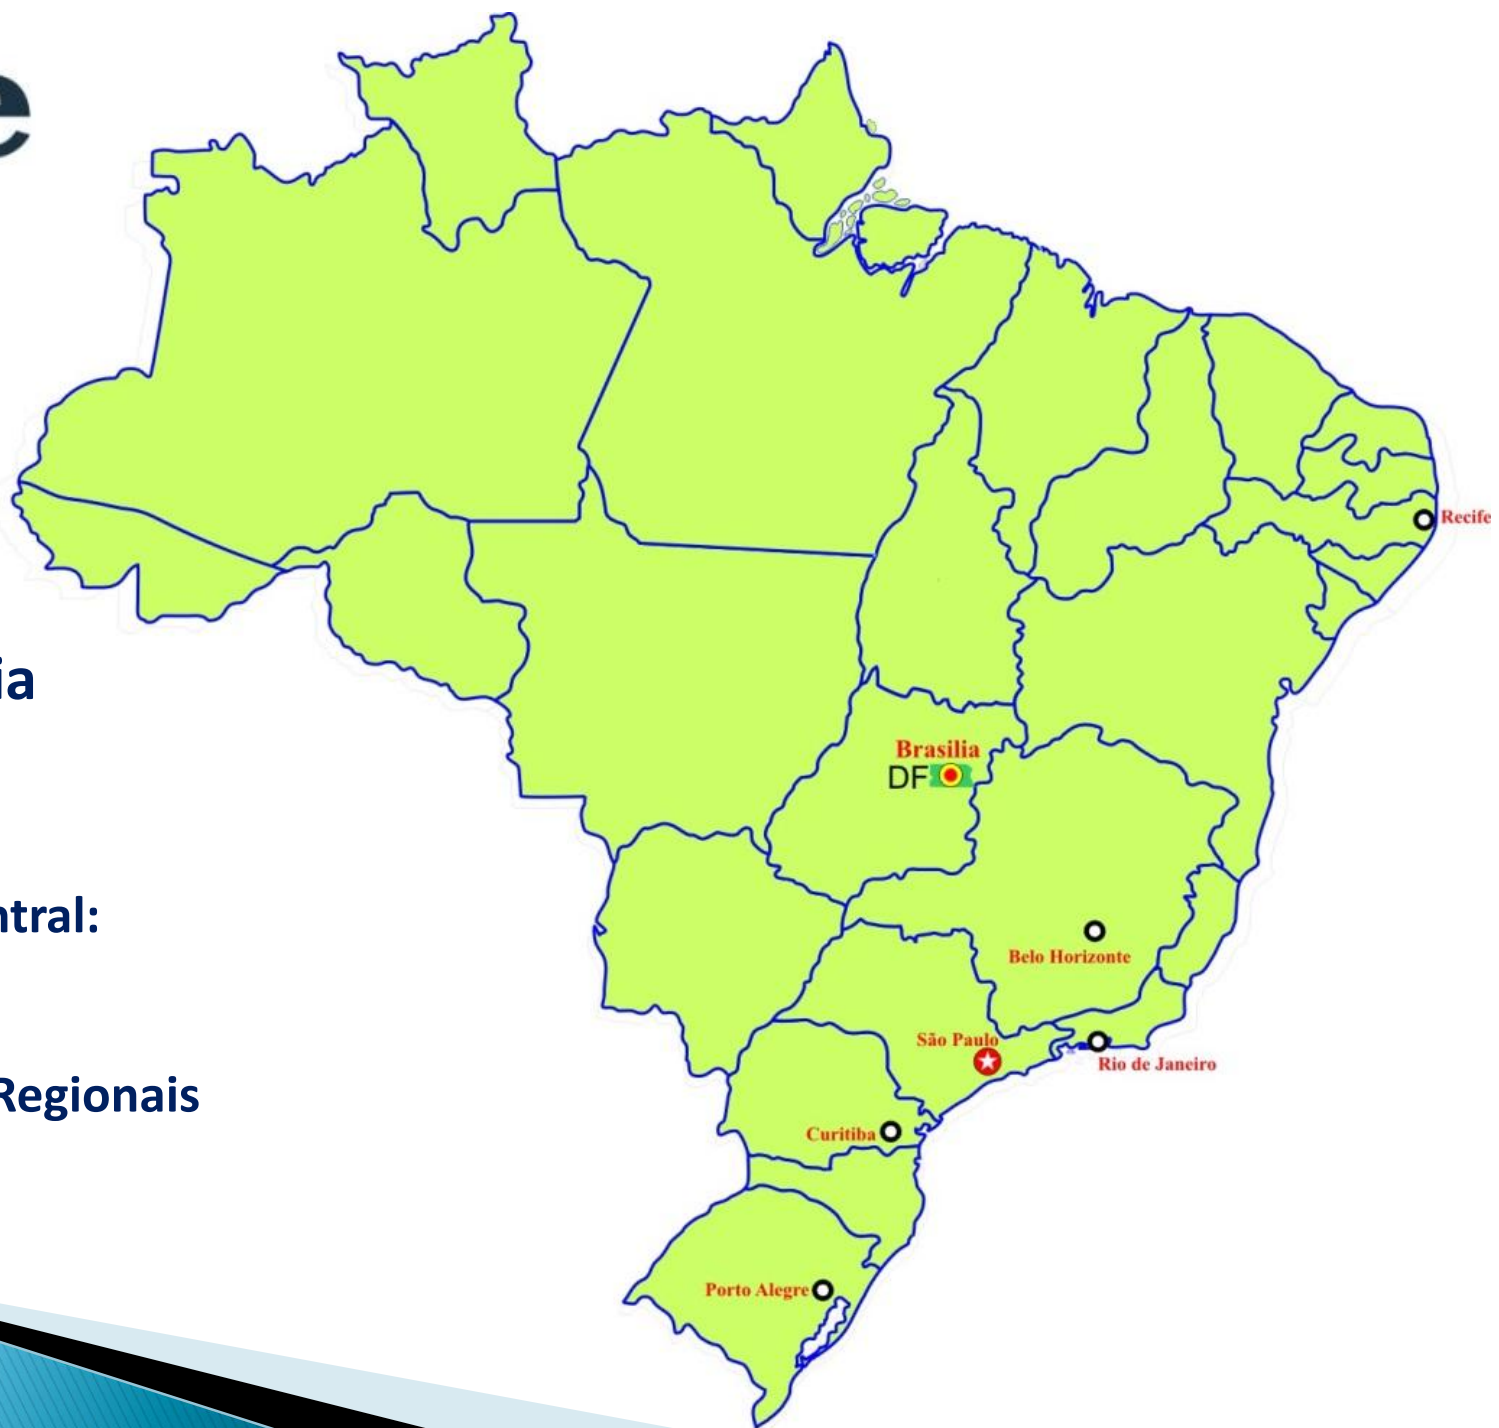 e
Recife
ia
Brasilia
DF
ntral:
Belo Horizonte
São Paulo
Rio de Janeiro
Regionais
Curitiba
Porto Alegre